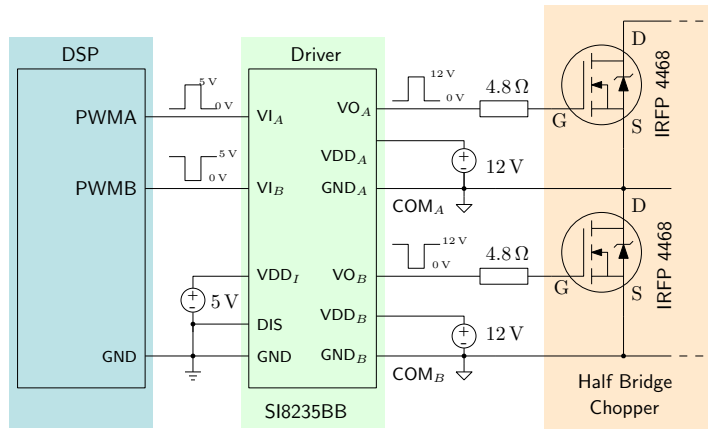 DSP
PWMA
PWMB
GND
5 V
0 V
5 V
0 V
5 V
Driver
VI_A
VI_B
VDD_I
DIS
GND
VO_A
VDD_A
GND_A
VO_B
VDD_B
GND_B
SI8235BB
12 V
0 V
4.8 Ω
12 V
COM_A
12 V
0 V
4.8 Ω
12 V
COM_B
D
G
S
IRFP 4468
D
G
S
IRFP 4468
Half Bridge
Chopper